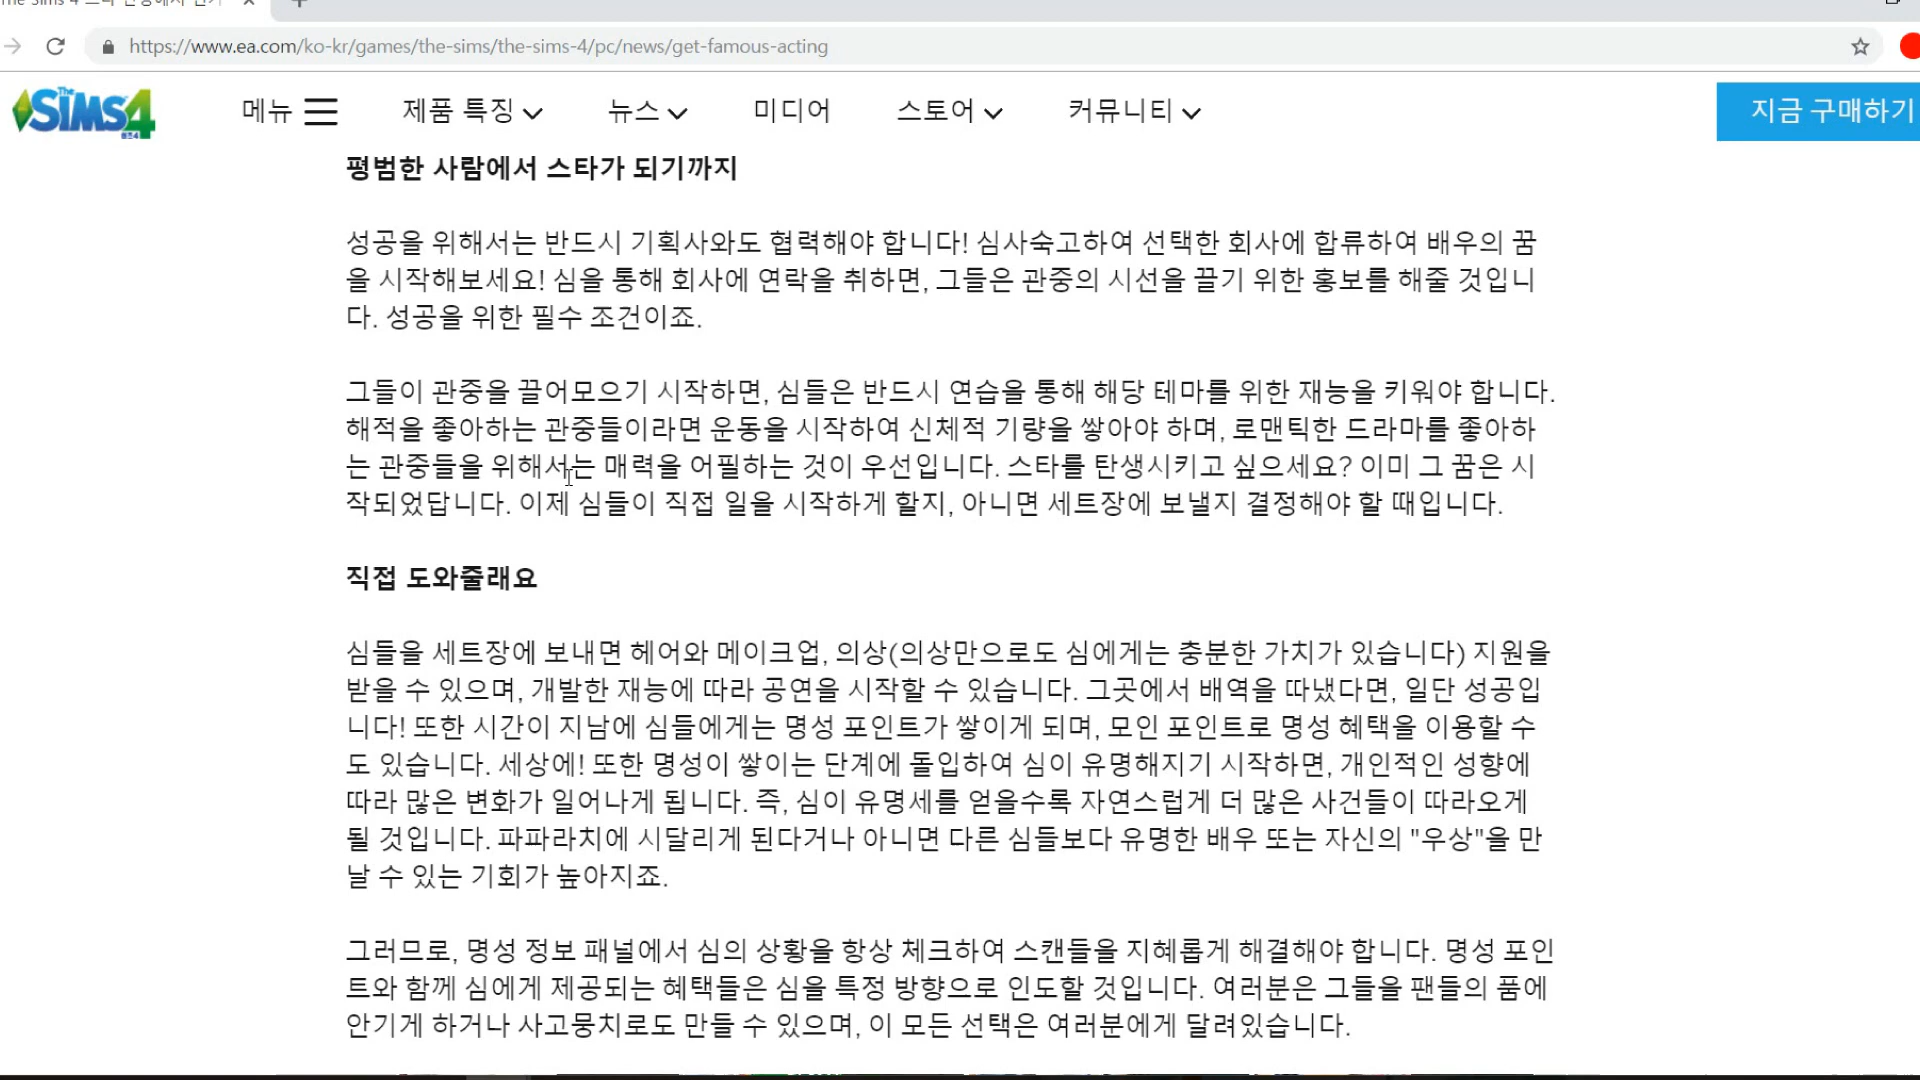 https://www.ea.com/ko-kr/games/the-sims/the-sims-4/pc/news/get-famous-acting
The SIMS4
메뉴 제품 특징 뉴스 미디어 스토어 커뮤니티 지금 구매하기
평범한 사람에서 스타가 되기까지
성공을 위해서는 반드시 기획사와도 협력해야 합니다! 심사숙고하여 선택한 회사에 합류하여 배우의 꿈
을 시작해보세요! 심을 통해 회사에 연락을 취하면, 그들은 관중의 시선을 끌기 위한 홍보를 해줄 것입니
다. 성공을 위한 필수 조건이죠.
그들이 관중을 끌어모으기 시작하면, 심들은 반드시 연습을 통해 해당 테마를 위한 재능을 키워야 합니다.
해적을 좋아하는 관중들이라면 운동을 시작하여 신체적 기량을 쌓아야 하며, 로맨틱한 드라마를 좋아하
는 관중들을 위해서는 매력을 어필하는 것이 우선입니다. 스타를 탄생시키고 싶으세요? 이미 그 꿈은 시
작되었답니다. 이제 심들이 직접 일을 시작하게 할지, 아니면 세트장에 보낼지 결정해야 할 때입니다.
직접 도와줄래요
심들을 세트장에 보내면 헤어와 메이크업, 의상(의상만으로도 심에게는 충분한 가치가 있습니다) 지원을
받을 수 있으며, 개발한 재능에 따라 공연을 시작할 수 있습니다. 그곳에서 배역을 따냈다면, 일단 성공입
니다! 또한 시간이 지남에 심들에게는 명성 포인트가 쌓이게 되며, 모인 포인트로 명성 혜택을 이용할 수
도 있습니다. 세상에! 또한 명성이 쌓이는 단계에 돌입하여 심이 유명해지기 시작하면, 개인적인 성향에
따라 많은 변화가 일어나게 됩니다. 즉, 심이 유명세를 얻을수록 자연스럽게 더 많은 사건들이 따라오게
될 것입니다. 파파라치에 시달리게 된다거나 아니면 다른 심들보다 유명한 배우 또는 자신의 "우상"을 만
날 수 있는 기회가 높아지죠.
그러므로, 명성 정보 패널에서 심의 상황을 항상 체크하여 스캔들을 지혜롭게 해결해야 합니다. 명성 포인
트와 함께 심에게 제공되는 혜택들은 심을 특정 방향으로 인도할 것입니다. 여러분은 그들을 팬들의 품에
안기게 하거나 사고뭉치로도 만들 수 있으며, 이 모든 선택은 여러분에게 달려있습니다.